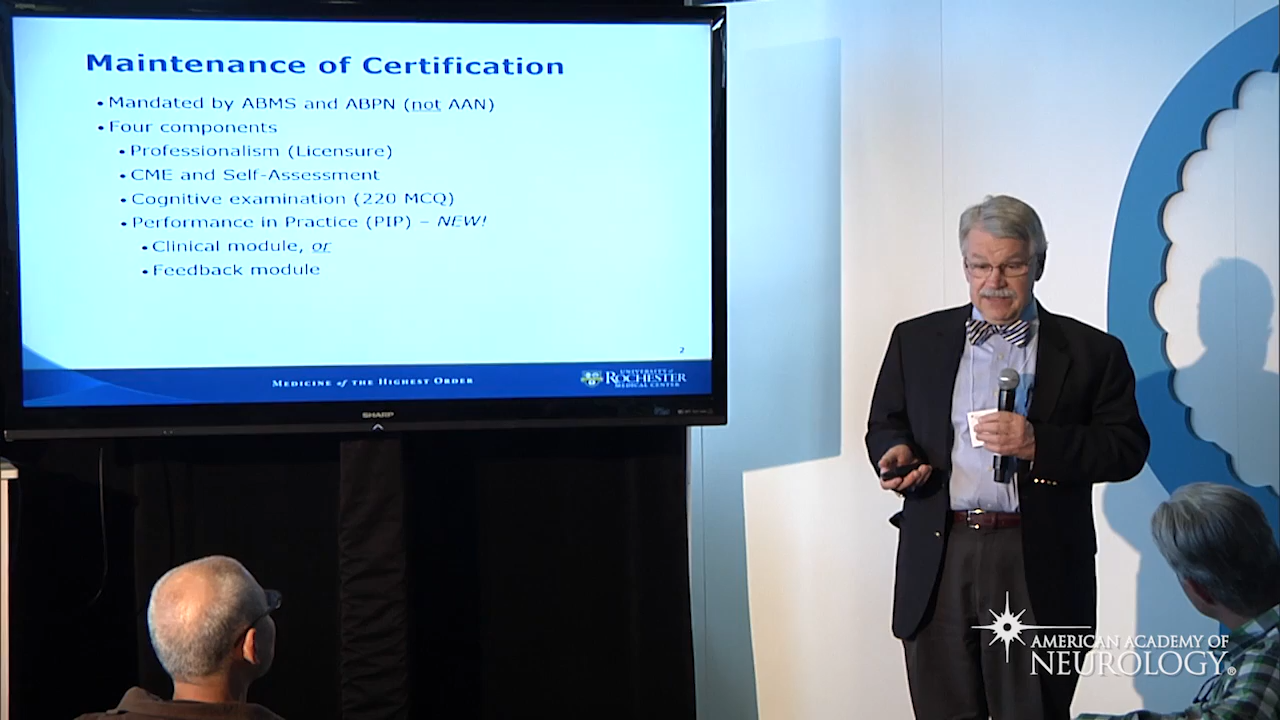 Maintenance of Certification
• Mandated by ABMS and ABPN (not AAN)
• Four components
• Professionalism (Licensure)
• CME and Self-Assessment
• Cognitive examination (220 MCQ)
• Performance in Practice (PIP) – NEW!
• Clinical module, or
• Feedback module
2
MEDICINE of THE HIGHEST ORDER
UNIVERSITY of
ROCHESTER
MEDICAL CENTER
SHARP
AMERICAN ACADEMY OF
NEUROLOGY®